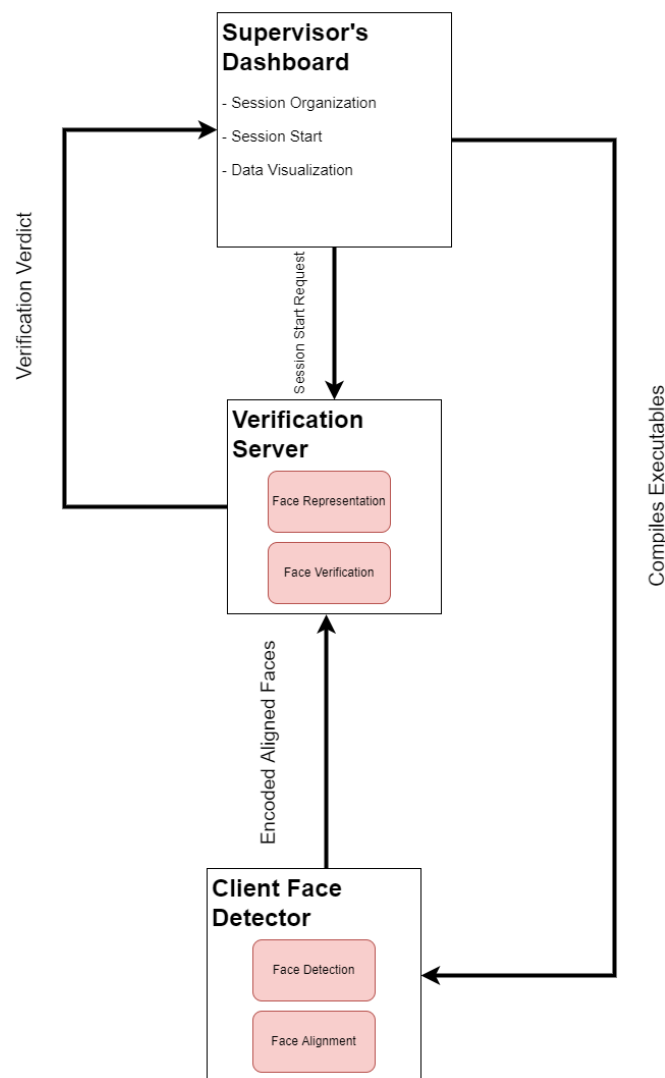 Supervisor's
Dashboard
- Session Organization
- Session Start
- Data Visualization
Verification Verdict
Session Start Request
Compiles Executables
Verification
Server
Face Representation
Face Verification
Encoded Aligned Faces
Client Face
Detector
Face Detection
Face Alignment